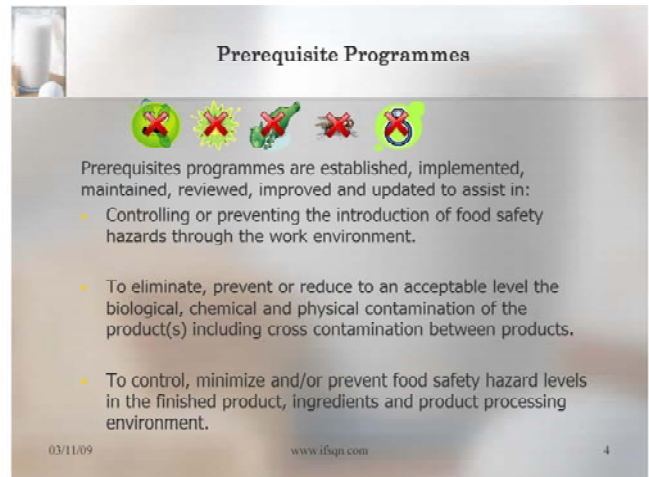 Prerequisite Programmes
Prerequisites programmes are established, implemented,
maintained, reviewed, improved and updated to assist in:
Controlling or preventing the introduction of food safety
hazards through the work environment.
To eliminate, prevent or reduce to an acceptable level the
biological, chemical and physical contamination of the
product(s) including cross contamination between products.
To control, minimize and/or prevent food safety hazard levels
in the finished product, ingredients and product processing
environment.
03/11/09 www.ifsqn.com 4